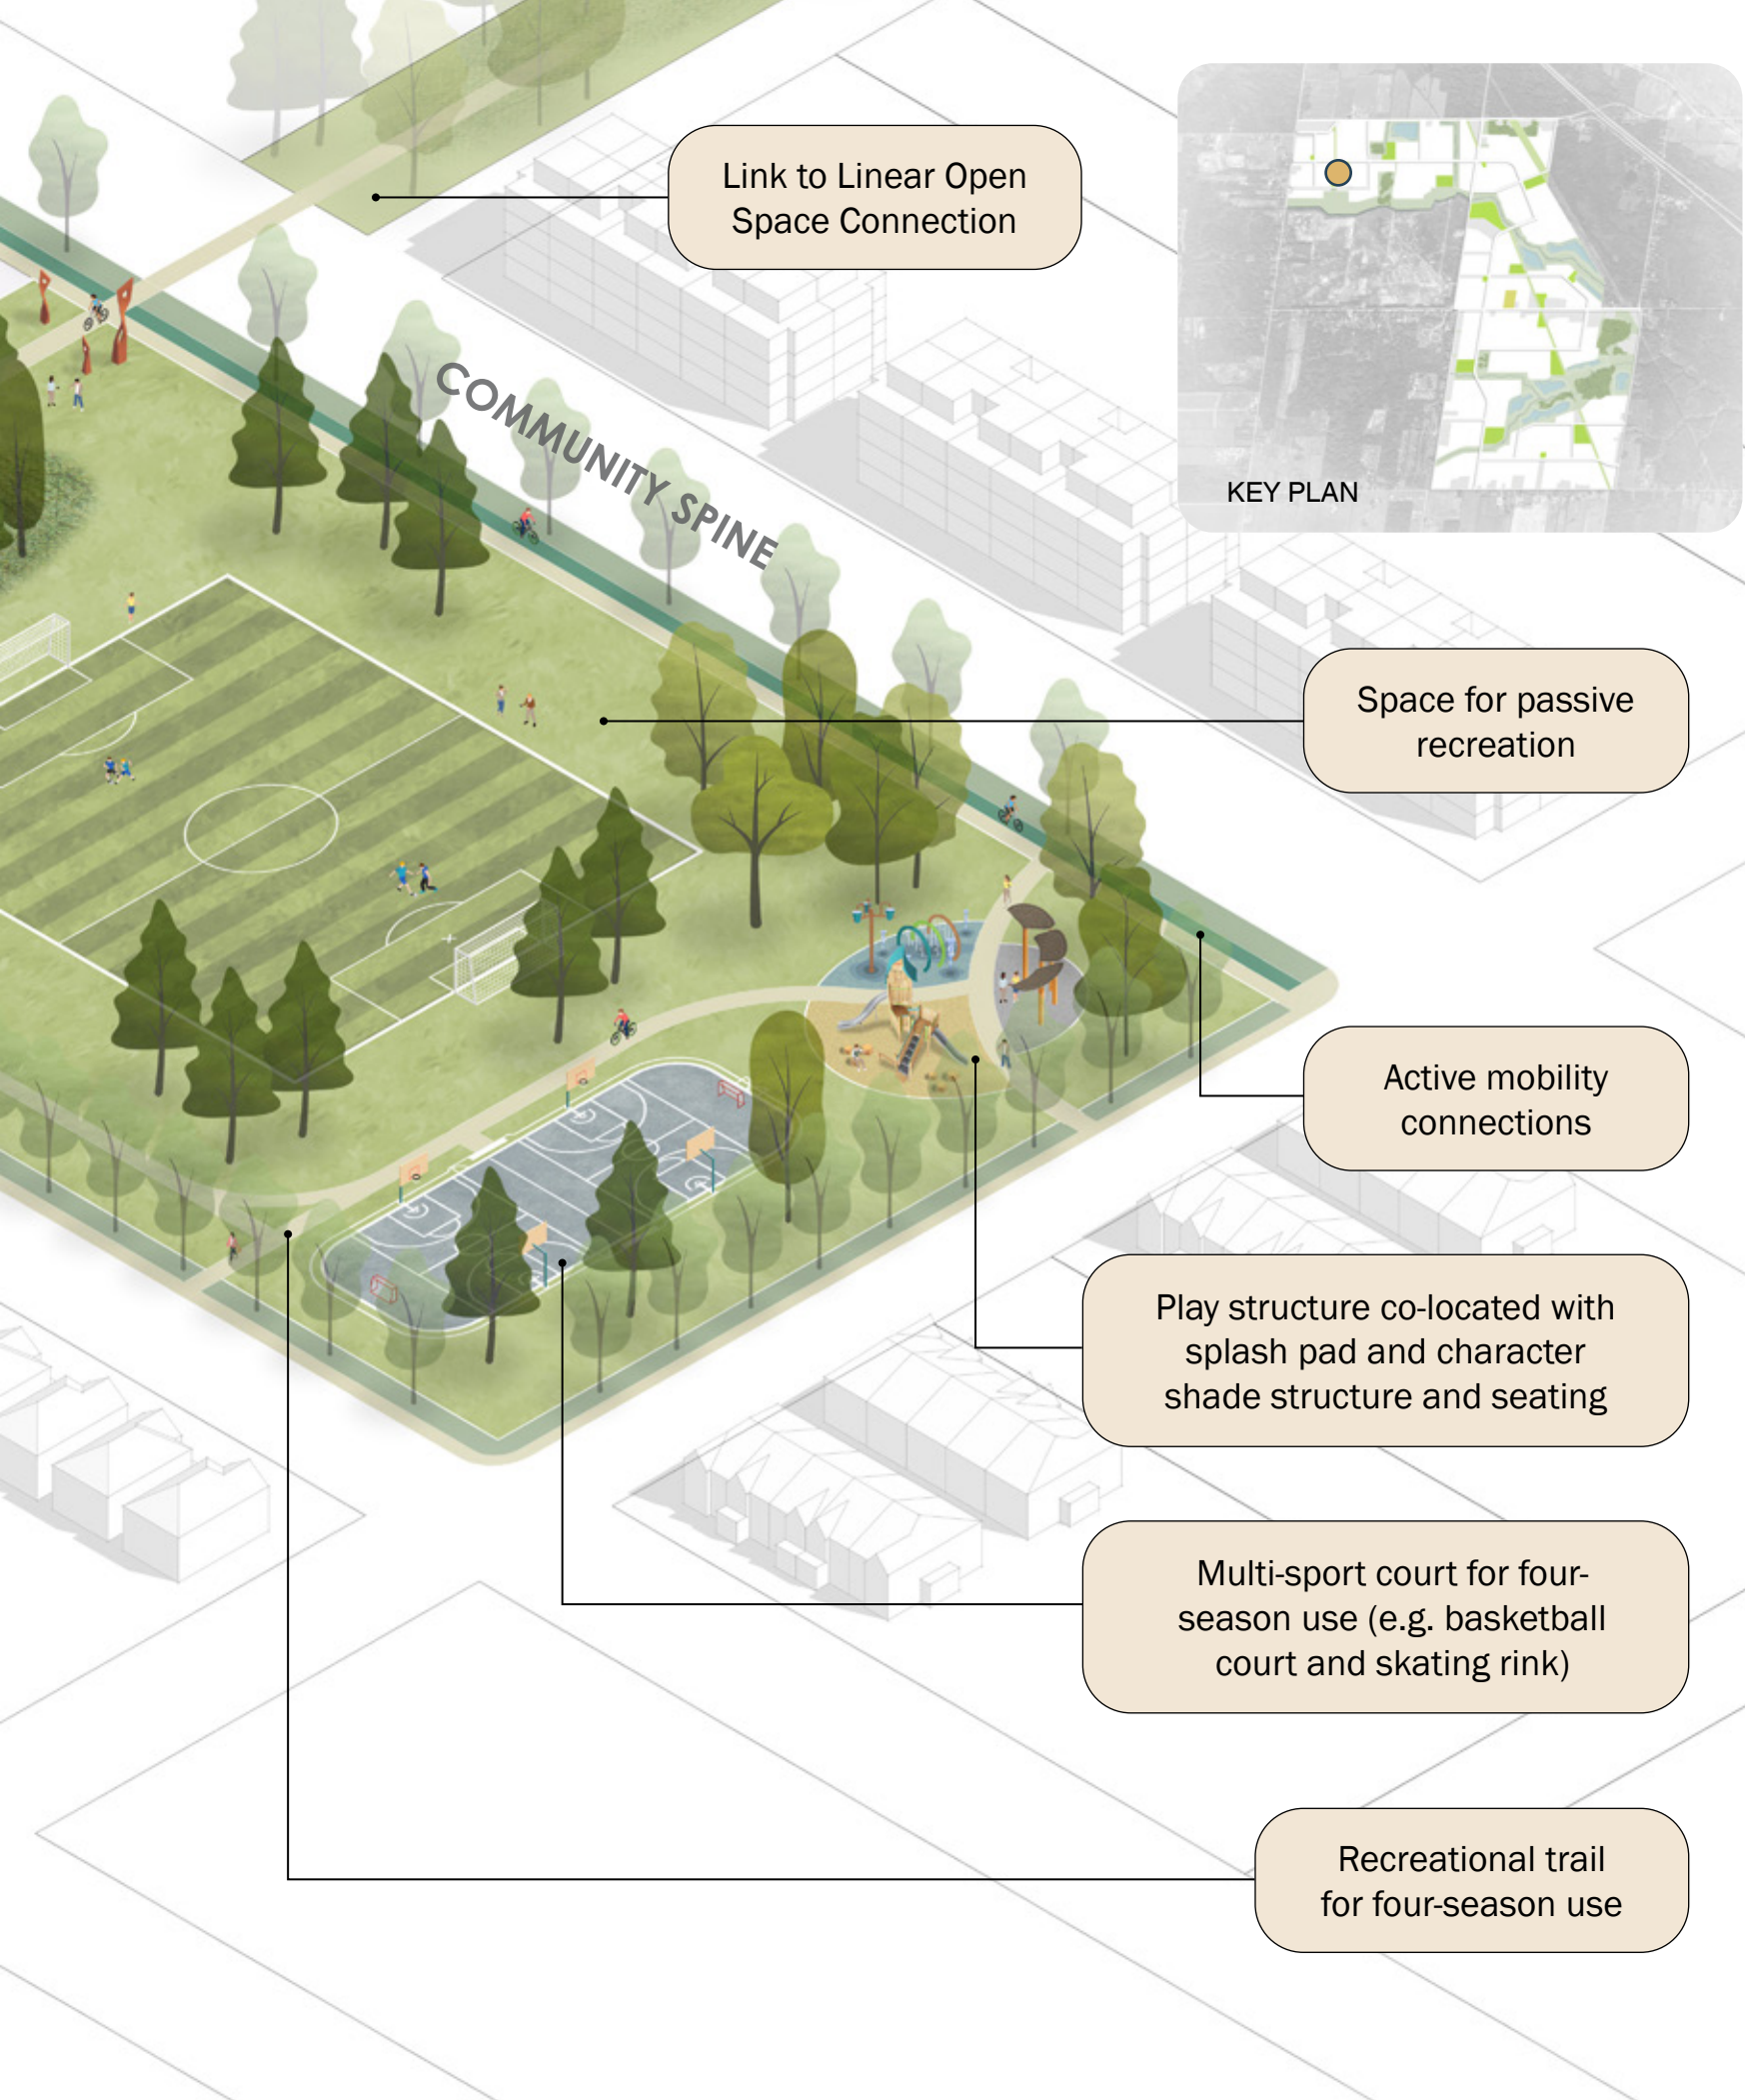 Link to Linear Open
Space Connection
COMMUNITY SPINE
KEY PLAN
Space for passive
recreation
Active mobility
connections
Play structure co-located with
splash pad and character
shade structure and seating
Multi-sport court for four-
season use (e.g. basketball
court and skating rink)
Recreational trail
for four-season use